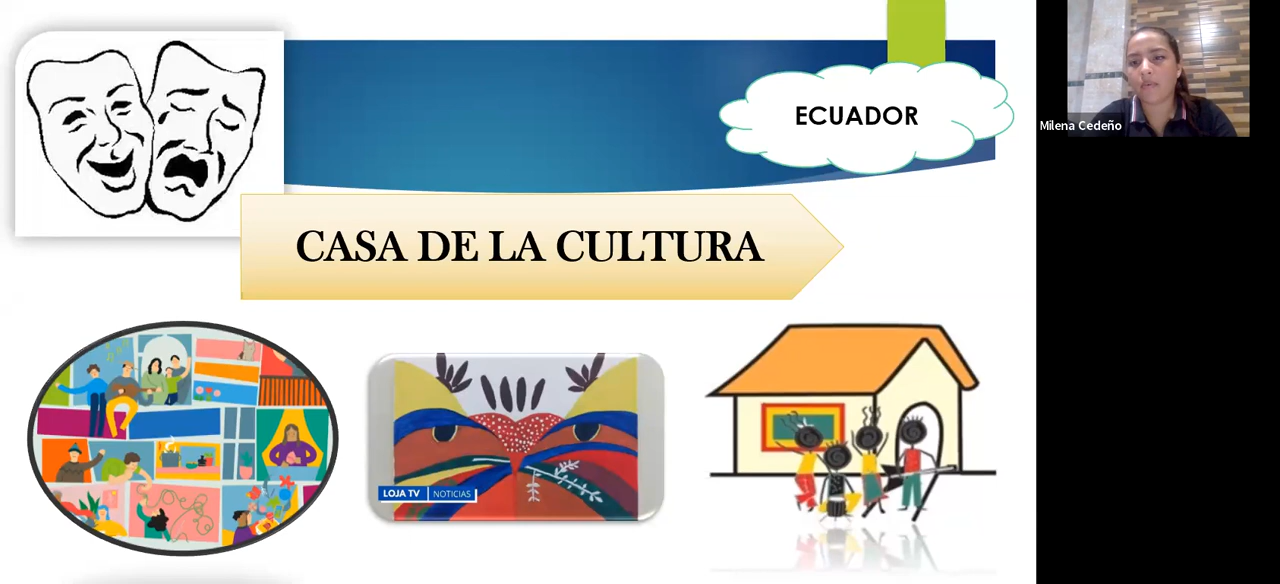 ECUADOR
CASA DE LA CULTURA
LOJA TV NOTICIAS
Milena Cedeño